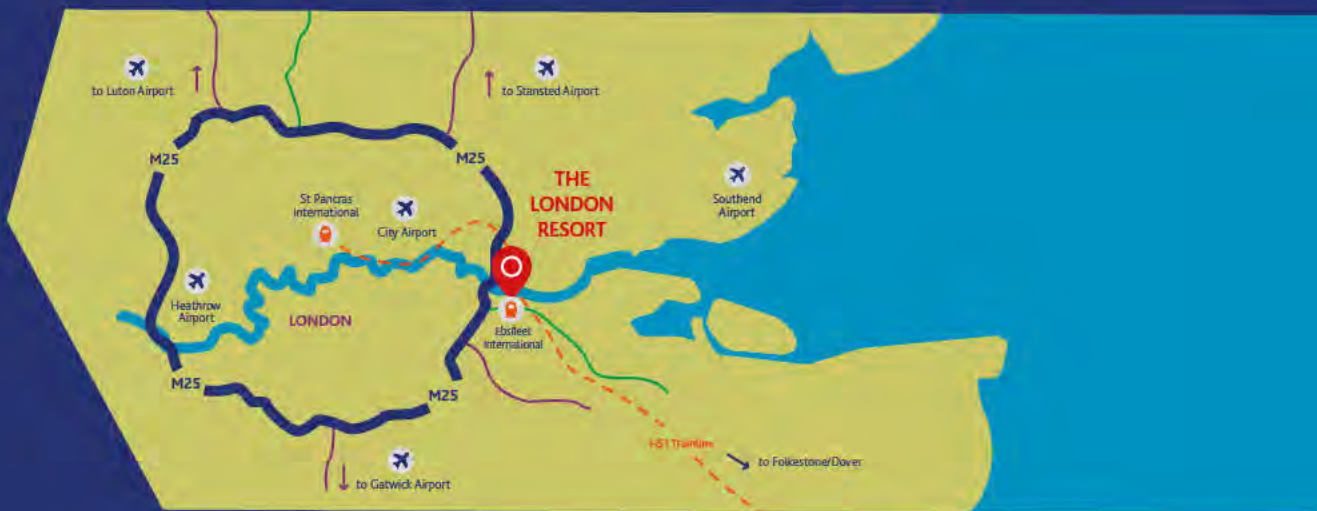 to Luton Airport
to Stansted Airport
M25
M25
St Pancras
International
City Airport
THE
LONDON
RESORT
Southend
Airport
Heathrow
Airport
LONDON
Ebsfleet
International
M25
M25
HS1 Trainline
to Folkestone/Dover
to Gatwick Airport